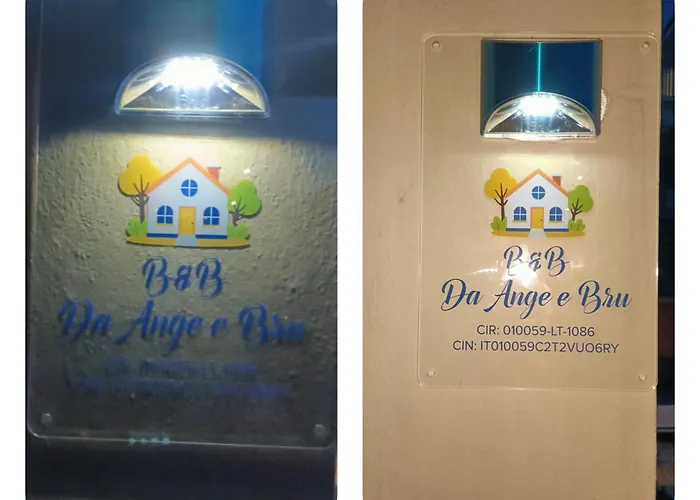 B&B
Da Ange e Bru
B&B
Da Ange e Bru
CIR: 010059-LT-1086
CIN: IT010059C2T2VUO6RY